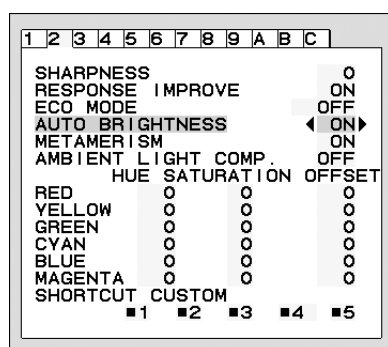 1 2 3 4 5 6 7 8 9 A B C
SHARPNESS 0
RESPONSE IMPROVE ON
ECO MODE OFF
AUTO BRIGHTNESS ◀ ON▶
METAMERISM ON
AMBIENT LIGHT COMP. OFF
HUE SATURATION OFFSET
RED 0 0 0
YELLOW 0 0 0
GREEN 0 0 0
CYAN 0 0 0
BLUE 0 0 0
MAGENTA 0 0 0
SHORTCUT CUSTOM
■1 ■2 ■3 ■4 ■5